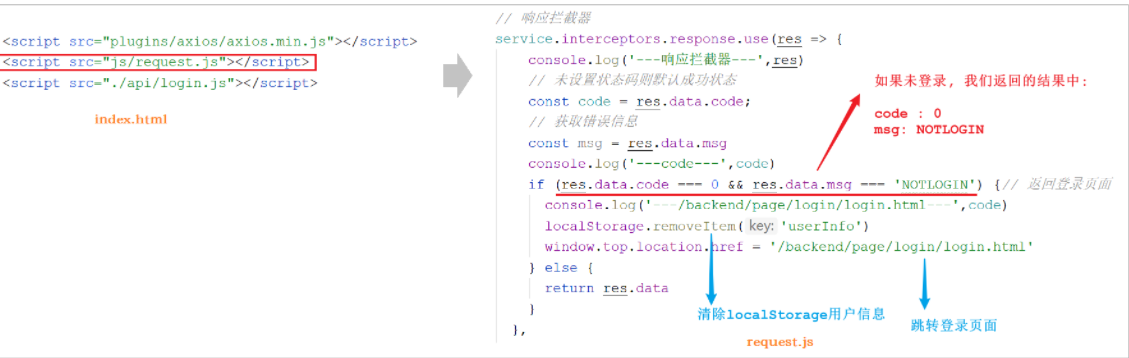 <script src="plugins/axios/axios.min.js"></script>
<script src="js/request.js"></script>
<script src="./api/login.js"></script>
index.html
// 响应拦截器
service.interceptors.response.use(res => {
console.log('---响应拦截器---',res)
// 未设置状态码则默认成功状态
const code = res.data.code;
// 获取错误信息
const msg = res.data.msg
console.log('---code---',code)
if (res.data.code === 0 && res.data.msg === 'NOTLOGIN') {// 返回登录页面
console.log('---/backend/page/login/login.html---',code)
localStorage.removeItem( key: 'userInfo')
window.top.location.href = '/backend/page/login/login.html'
} else {
return res.data
}
},
如果未登录，我们返回的结果中：
code : 0
msg: NOTLOGIN
清除localStorage用户信息
跳转登录页面
request.js